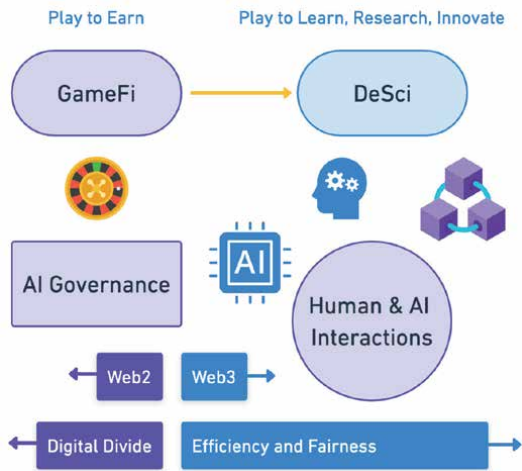 Play to Earn
Play to Learn, Research, Innovate
GameFi
DeSci
AI
AI Governance
Human & AI
Interactions
Web2
Web3
Digital Divide
Efficiency and Fairness